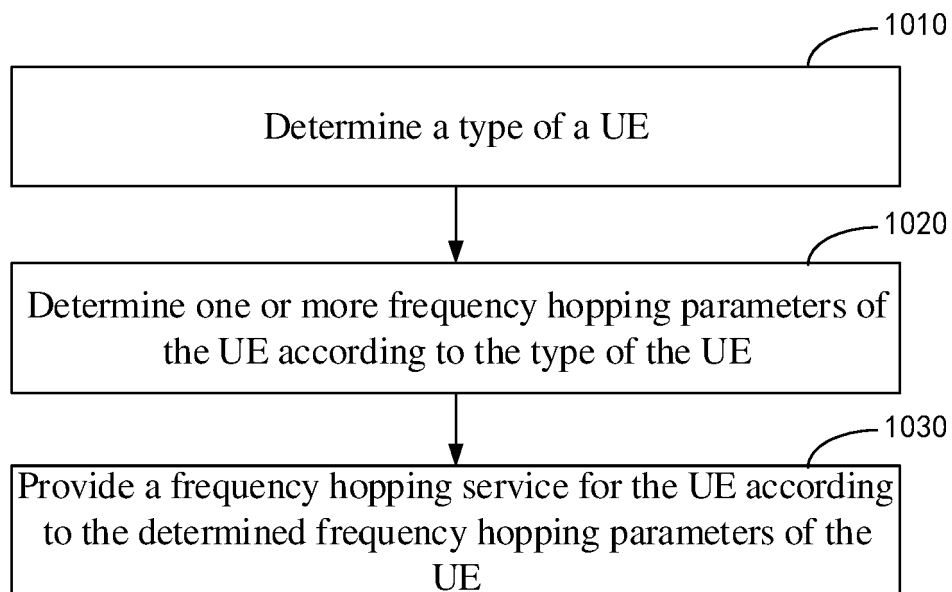 1010
Determine a type of a UE
1020
Determine one or more frequency hopping parameters of
the UE according to the type of the UE
1030
Provide a frequency hopping service for the UE according
to the determined frequency hopping parameters of the
UE